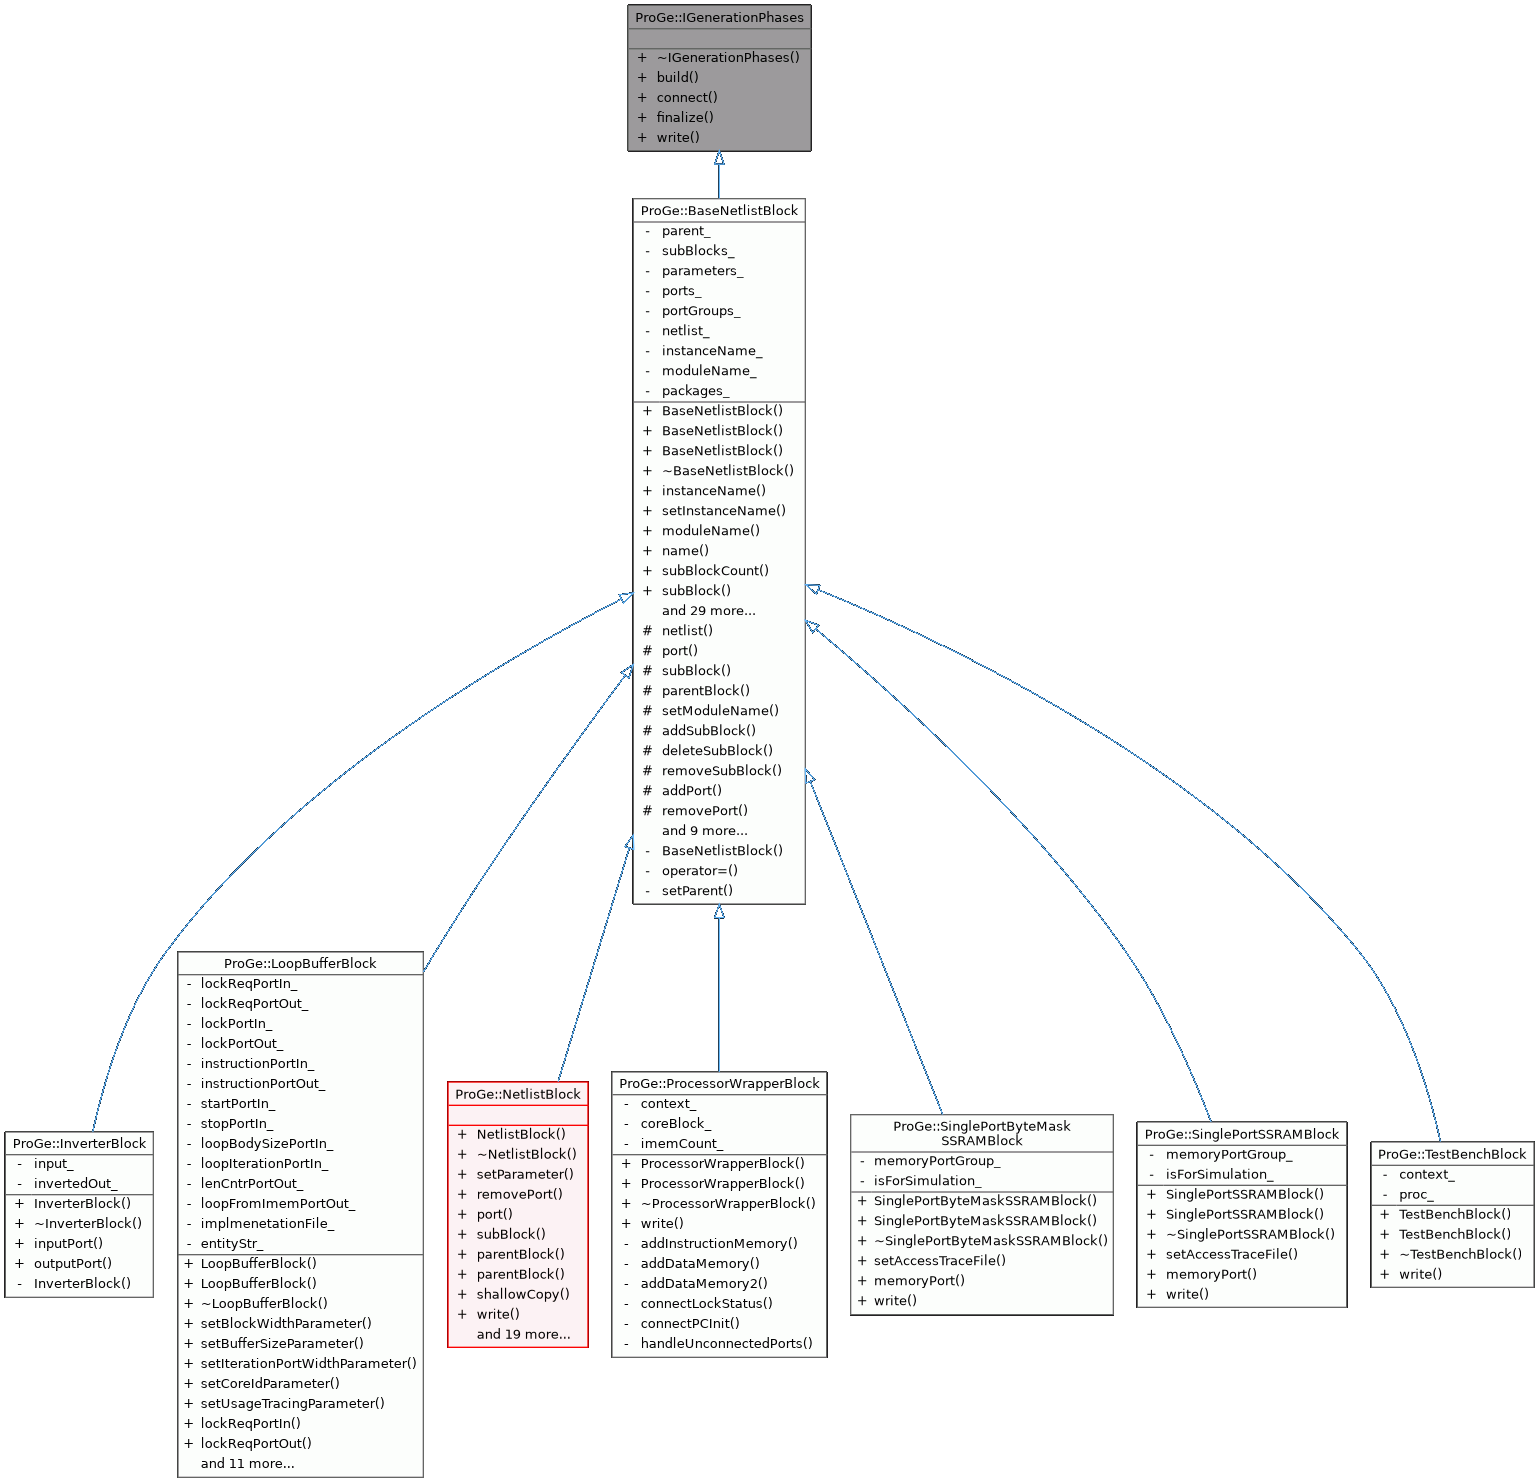 ProGe::IGenerationPhases
+ ~IGenerationPhases()
+ build()
+ connect()
+ finalize()
+ write()
ProGe::BaseNetlistBlock
- parent_
- subBlocks_
- parameters_
- ports_
- portGroups_
- netlist_
- instanceName_
- moduleName_
- packages_
+ BaseNetlistBlock()
+ BaseNetlistBlock()
+ BaseNetlistBlock()
+ ~BaseNetlistBlock()
+ instanceName()
+ setInstanceName()
+ moduleName()
+ name()
+ subBlockCount()
+ subBlock()
and 29 more...
# netlist()
# port()
# subBlock()
# parentBlock()
# setModuleName()
# addSubBlock()
# deleteSubBlock()
# removeSubBlock()
# addPort()
# removePort()
and 9 more...
- BaseNetlistBlock()
- operator=()
- setParent()
ProGe::InverterBlock
- input_
- invertedOut_
+ InverterBlock()
+ ~InverterBlock()
+ inputPort()
+ outputPort()
- InverterBlock()
ProGe::LoopBufferBlock
- lockReqPortIn_
- lockReqPortOut_
- lockPortIn_
- lockPortOut_
- instructionPortIn_
- instructionPortOut_
- startPortIn_
- stopPortIn_
- loopBodySizePortIn_
- loopIterationPortIn_
- lenCntrPortOut_
- loopFromImemPortOut_
- implmenetationFile_
- entityStr_
+ LoopBufferBlock()
+ LoopBufferBlock()
+ ~LoopBufferBlock()
+ setBlockWidthParameter()
+ setBufferSizeParameter()
+ setIterationPortWidthParameter()
+ setCoreIdParameter()
+ setUsageTracingParameter()
+ lockReqPortIn()
+ lockReqPortOut()
and 11 more...
ProGe::NetlistBlock
+ NetlistBlock()
+ ~NetlistBlock()
+ setParameter()
+ removePort()
+ port()
+ subBlock()
+ parentBlock()
+ parentBlock()
+ shallowCopy()
+ write()
and 19 more...
ProGe::ProcessorWrapperBlock
- context_
- coreBlock_
- imemCount_
+ ProcessorWrapperBlock()
+ ProcessorWrapperBlock()
+ ~ProcessorWrapperBlock()
+ write()
- addInstructionMemory()
- addDataMemory()
- addDataMemory2()
- connectLockStatus()
- connectPCInit()
- handleUnconnectedPorts()
ProGe::SinglePortByteMask
SSRAMBlock
- memoryPortGroup_
- isForSimulation_
+ SinglePortByteMaskSSRAMBlock()
+ SinglePortByteMaskSSRAMBlock()
+ ~SinglePortByteMaskSSRAMBlock()
+ setAccessTraceFile()
+ memoryPort()
+ write()
ProGe::SinglePortSSRAMBlock
- memoryPortGroup_
- isForSimulation_
+ SinglePortSSRAMBlock()
+ SinglePortSSRAMBlock()
+ ~SinglePortSSRAMBlock()
+ setAccessTraceFile()
+ memoryPort()
+ write()
ProGe::TestBenchBlock
- context_
- proc_
+ TestBenchBlock()
+ TestBenchBlock()
+ ~TestBenchBlock()
+ write()